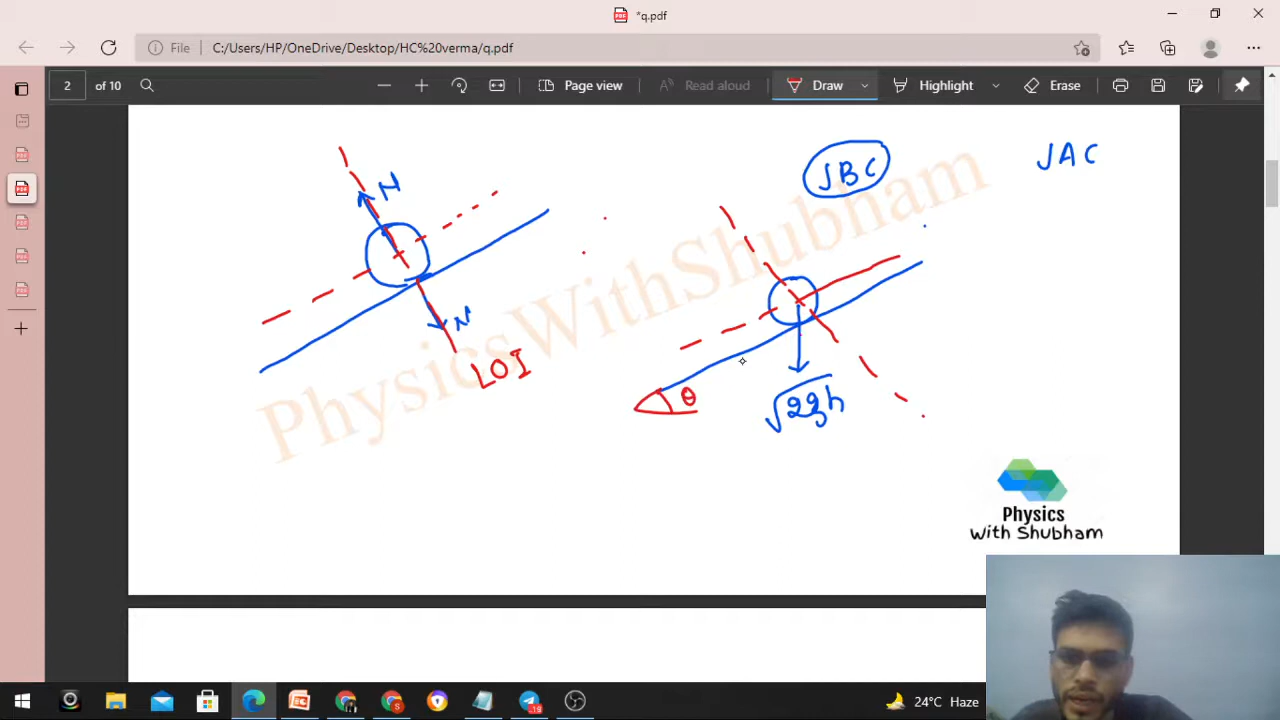 *q.pdf
File C:/Users/HP/OneDrive/Desktop/HC%20verma/q.pdf
2 of 10
Page view
Read aloud
Draw
Highlight
Erase
PhysicsWithShubham
JBC
JAC
N
N
LOI
θ
√2gh
Physics
With Shubham
24°C Haze